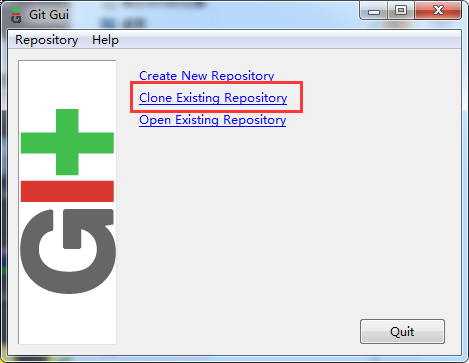 Git Gui
Repository Help
Create New Repository
Clone Existing Repository
Open Existing Repository
GIt
Quit